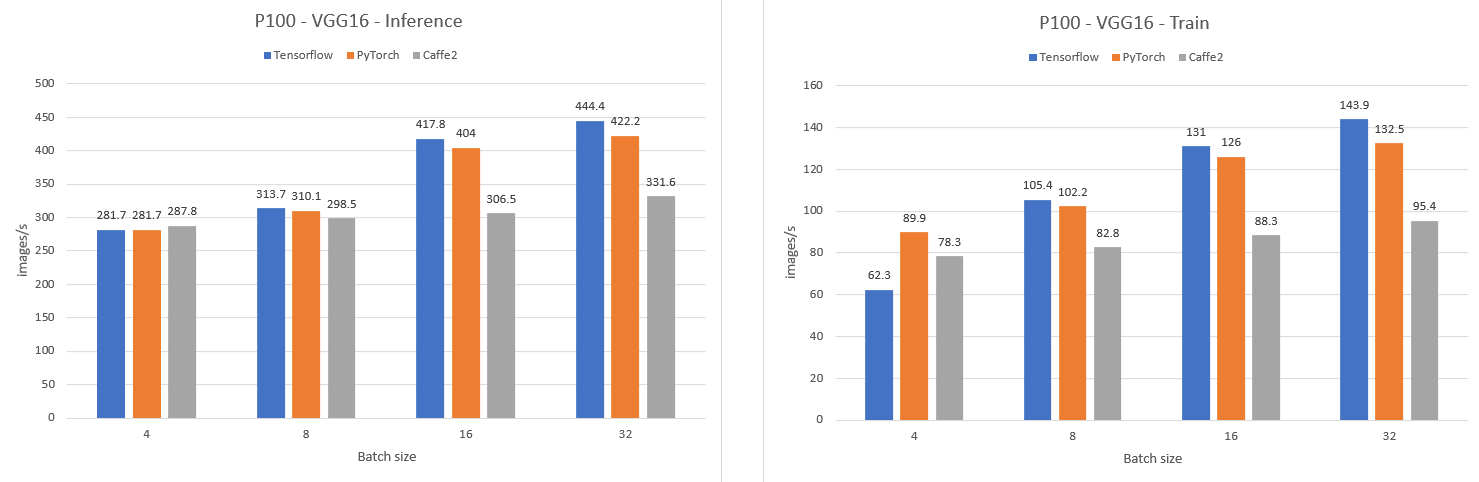 P100 - VGG16 - Inference
Tensorflow PyTorch Caffe2
500
450
400
350
300
250
200
150
100
50
0
images/s
281.7 281.7 287.8
313.7 310.1 298.5
417.8 404 306.5
444.4 422.2 331.6
4 8 16 32
Batch size
P100 - VGG16 - Train
Tensorflow PyTorch Caffe2
160
140
120
100
80
60
40
20
0
images/s
62.3 89.9 78.3
105.4 102.2 82.8
131 126 88.3
143.9 132.5 95.4
4 8 16 32
Batch size